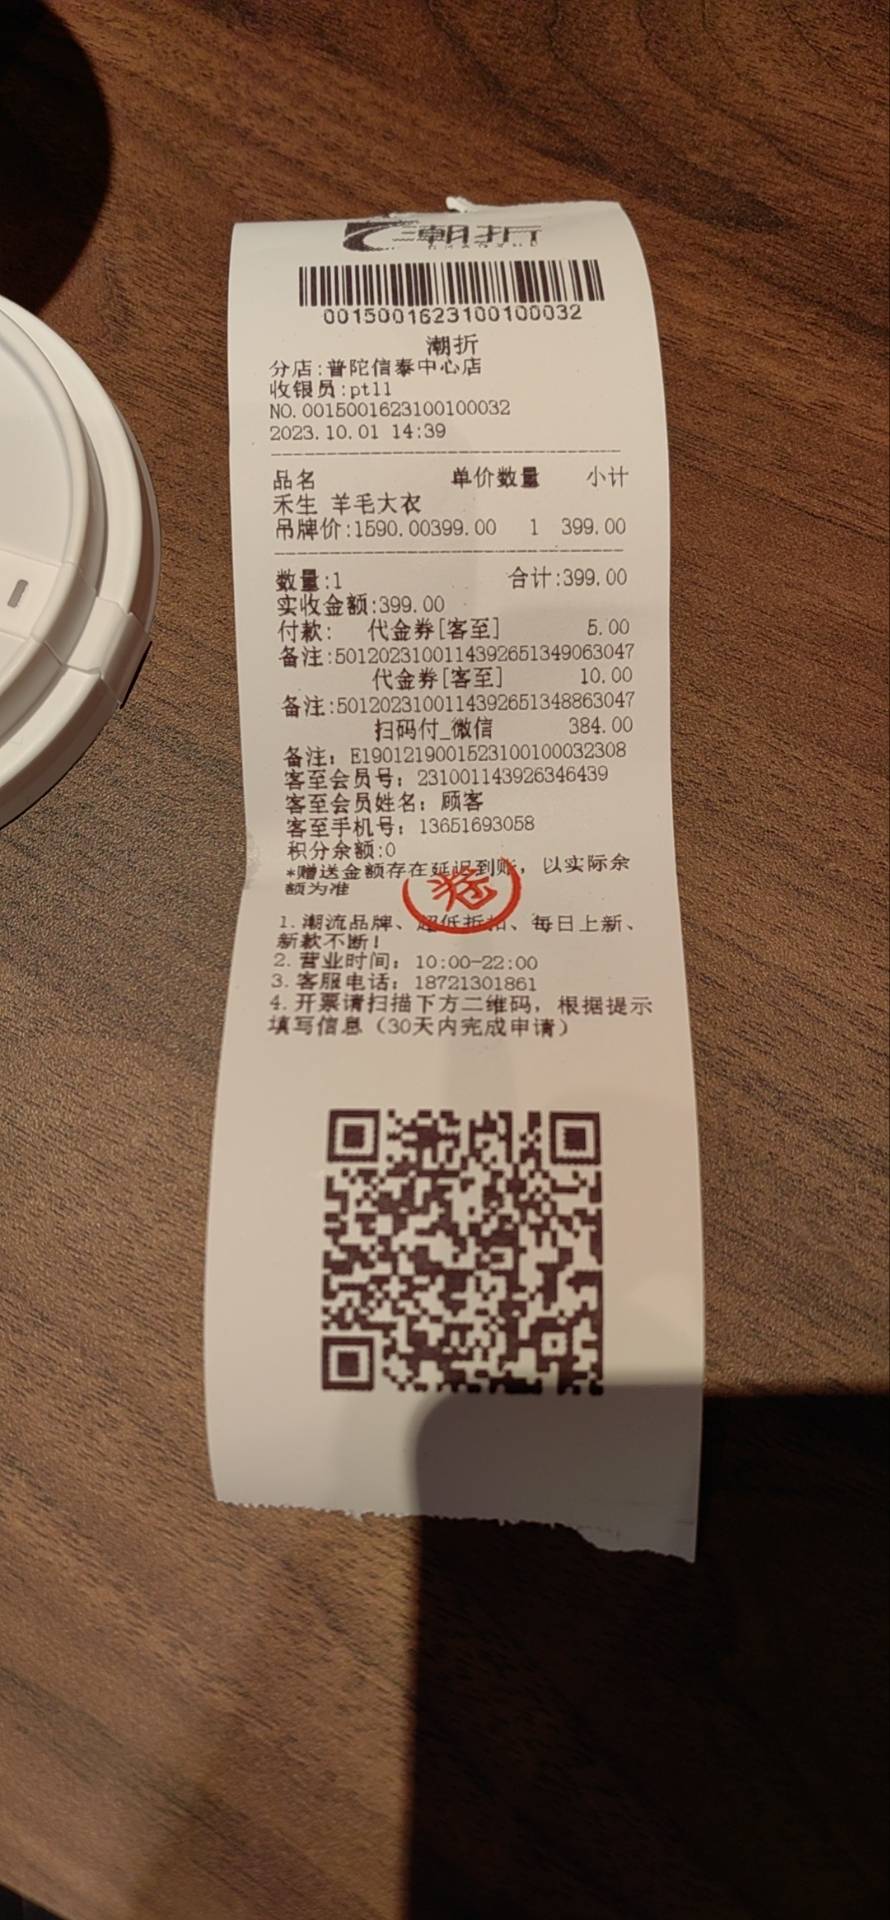 潮折
0015001623100100032
潮折
分店:普陀信泰中心店
收银员:pt11
NO.0015001623100100032
2023.10.01 14:39
品名 单价数量 小计
禾生 羊毛大衣
吊牌价:1590.00399.00 1 399.00
数量:1 合计:399.00
实收金额:399.00
付款: 代金券[客至] 5.00
备注:5012023100114392651349063047
代金券[客至] 10.00
备注:5012023100114392651348863047
扫码付_微信 384.00
备注: E1901219001523100100032308
客至会员号: 231001143926346439
客至会员姓名: 顾客
客至手机号: 13651693058
积分余额:0
*赠送金额存在延迟到账, 以实际余
额为准
1. 潮流品牌、超低折扣、每日上新、
新款不断!
2. 营业时间: 10:00-22:00
3. 客服电话: 18721301861
4. 开票请扫描下方二维码, 根据提示
填写信息（30天内完成申请）